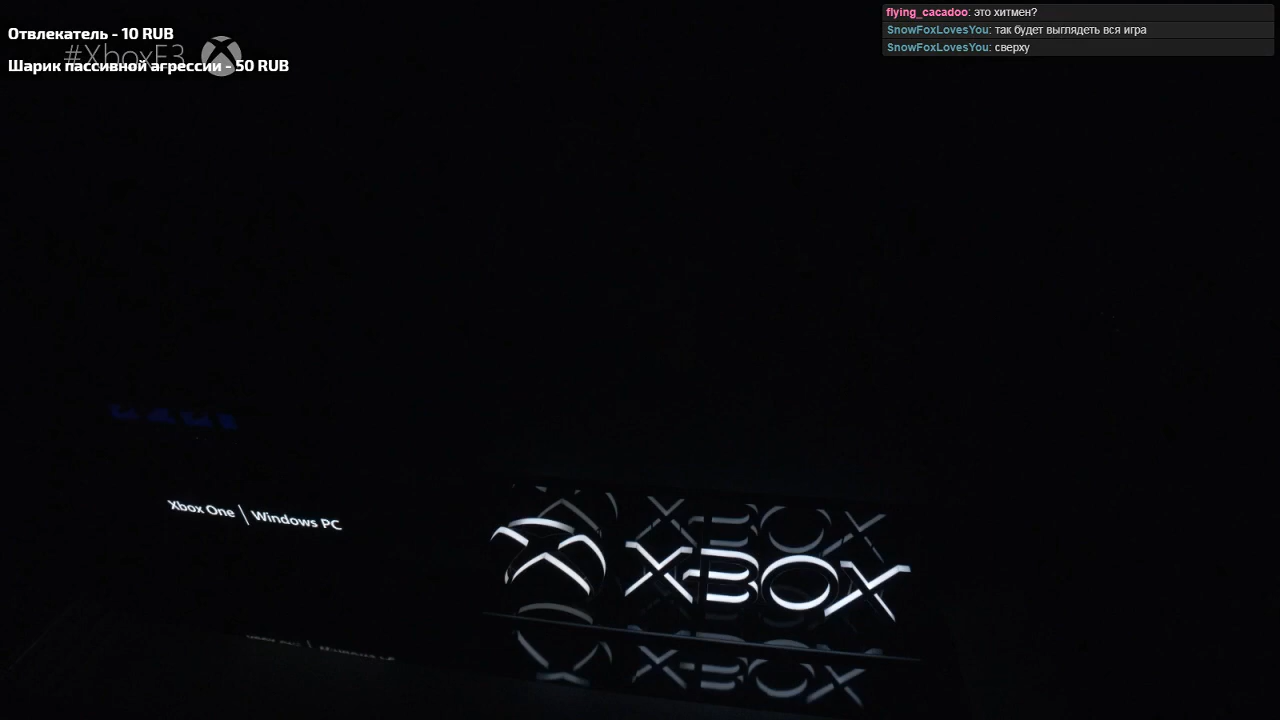 Отвлекатель - 10 RUB
#XboxE3
Шарик пассивной агрессии - 50 RUB
flying_cacadoo: это хитмен?
SnowFoxLovesYou: так будет выглядеть вся игра
SnowFoxLovesYou: сверху
Xbox One | Windows PC
XBOX